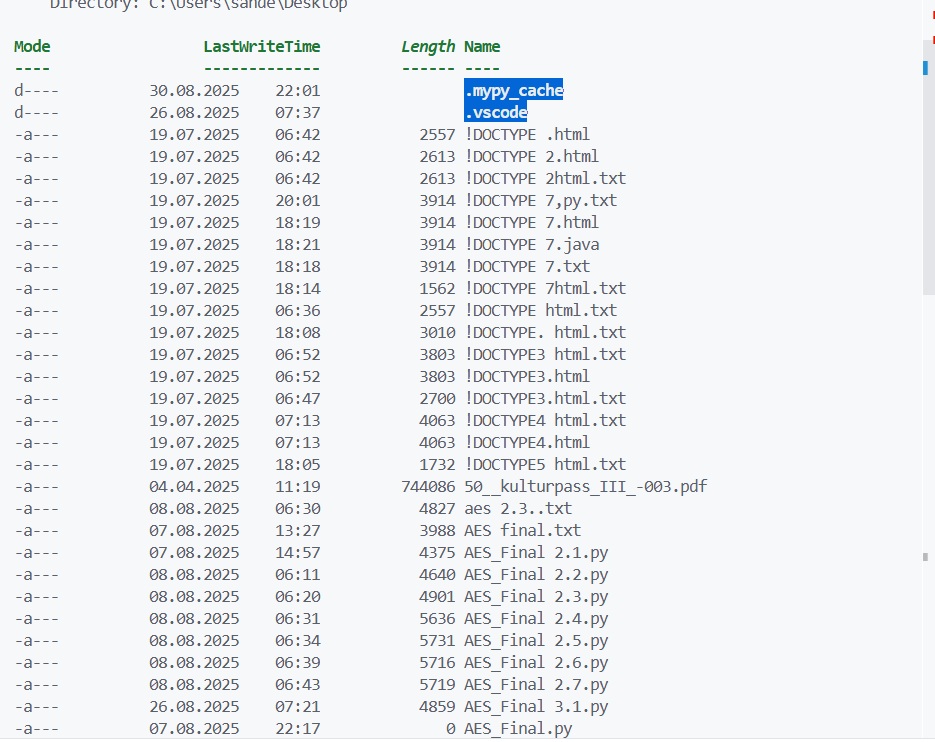 Directory: C:\Users\sande\Desktop
Mode LastWriteTime Length Name
---- ------------- ------ ----
d---- 30.08.2025 22:01 .mypy_cache
d---- 26.08.2025 07:37 .vscode
-a--- 19.07.2025 06:42 2557 !DOCTYPE .html
-a--- 19.07.2025 06:42 2613 !DOCTYPE 2.html
-a--- 19.07.2025 06:42 2613 !DOCTYPE 2html.txt
-a--- 19.07.2025 20:01 3914 !DOCTYPE 7,py.txt
-a--- 19.07.2025 18:19 3914 !DOCTYPE 7.html
-a--- 19.07.2025 18:21 3914 !DOCTYPE 7.java
-a--- 19.07.2025 18:18 3914 !DOCTYPE 7.txt
-a--- 19.07.2025 18:14 1562 !DOCTYPE 7html.txt
-a--- 19.07.2025 06:36 2557 !DOCTYPE html.txt
-a--- 19.07.2025 18:08 3010 !DOCTYPE. html.txt
-a--- 19.07.2025 06:52 3803 !DOCTYPE3 html.txt
-a--- 19.07.2025 06:52 3803 !DOCTYPE3.html
-a--- 19.07.2025 06:47 2700 !DOCTYPE3.html.txt
-a--- 19.07.2025 07:13 4063 !DOCTYPE4 html.txt
-a--- 19.07.2025 07:13 4063 !DOCTYPE4.html
-a--- 19.07.2025 18:05 1732 !DOCTYPE5 html.txt
-a--- 04.04.2025 11:19 744086 50__kulturpass_III_-003.pdf
-a--- 08.08.2025 06:30 4827 aes 2.3..txt
-a--- 07.08.2025 13:27 3988 AES final.txt
-a--- 07.08.2025 14:57 4375 AES_Final 2.1.py
-a--- 08.08.2025 06:11 4640 AES_Final 2.2.py
-a--- 08.08.2025 06:20 4901 AES_Final 2.3.py
-a--- 08.08.2025 06:31 5636 AES_Final 2.4.py
-a--- 08.08.2025 06:34 5731 AES_Final 2.5.py
-a--- 08.08.2025 06:39 5716 AES_Final 2.6.py
-a--- 08.08.2025 06:43 5719 AES_Final 2.7.py
-a--- 26.08.2025 07:21 4859 AES_Final 3.1.py
-a--- 07.08.2025 22:17 0 AES_Final.py